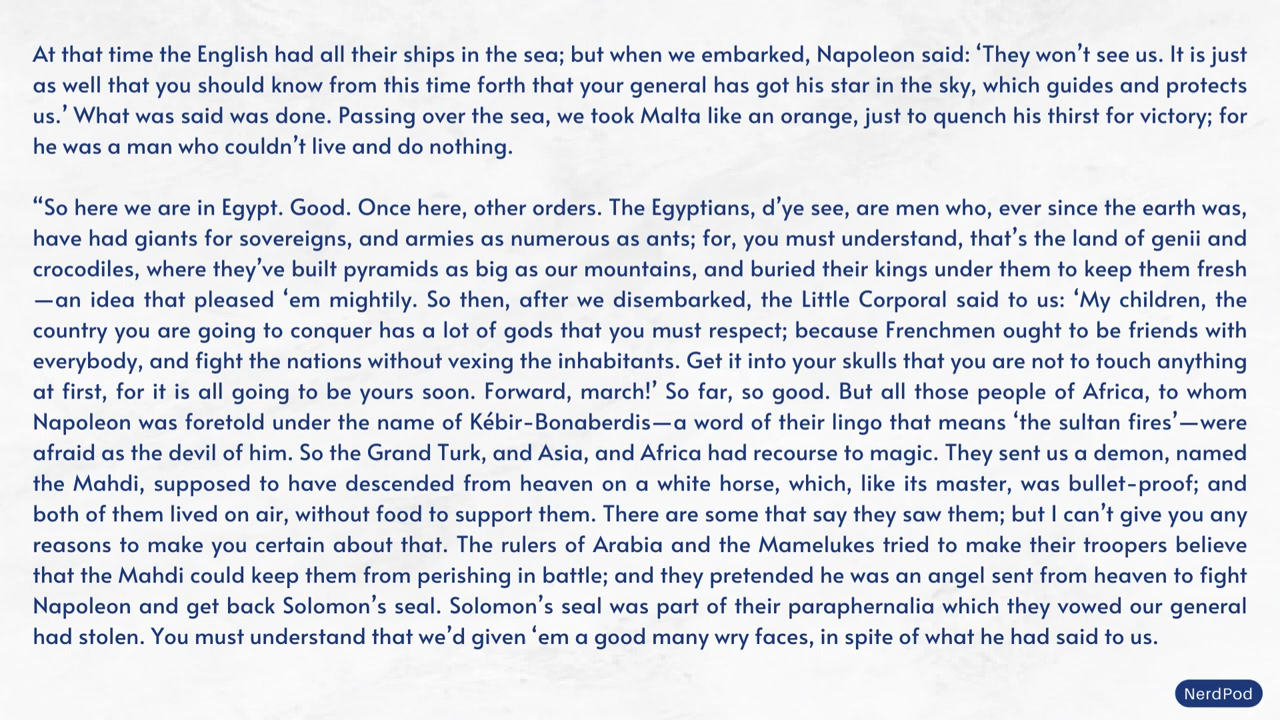 At that time the English had all their ships in the sea; but when we embarked, Napoleon said: ‘They won’t see us. It is just
as well that you should know from this time forth that your general has got his star in the sky, which guides and protects
us.’ What was said was done. Passing over the sea, we took Malta like an orange, just to quench his thirst for victory; for
he was a man who couldn’t live and do nothing.
“So here we are in Egypt. Good. Once here, other orders. The Egyptians, d’ye see, are men who, ever since the earth was,
have had giants for sovereigns, and armies as numerous as ants; for, you must understand, that’s the land of genii and
crocodiles, where they’ve built pyramids as big as our mountains, and buried their kings under them to keep them fresh
—an idea that pleased ‘em mightily. So then, after we disembarked, the Little Corporal said to us: ‘My children, the
country you are going to conquer has a lot of gods that you must respect; because Frenchmen ought to be friends with
everybody, and fight the nations without vexing the inhabitants. Get it into your skulls that you are not to touch anything
at first, for it is all going to be yours soon. Forward, march!’ So far, so good. But all those people of Africa, to whom
Napoleon was foretold under the name of Kébir-Bonaberdis—a word of their lingo that means ‘the sultan fires’—were
afraid as the devil of him. So the Grand Turk, and Asia, and Africa had recourse to magic. They sent us a demon, named
the Mahdi, supposed to have descended from heaven on a white horse, which, like its master, was bullet-proof; and
both of them lived on air, without food to support them. There are some that say they saw them; but I can’t give you any
reasons to make you certain about that. The rulers of Arabia and the Mamelukes tried to make their troopers believe
that the Mahdi could keep them from perishing in battle; and they pretended he was an angel sent from heaven to fight
Napoleon and get back Solomon’s seal. Solomon’s seal was part of their paraphernalia which they vowed our general
had stolen. You must understand that we’d given ‘em a good many wry faces, in spite of what he had said to us.
NerdPod